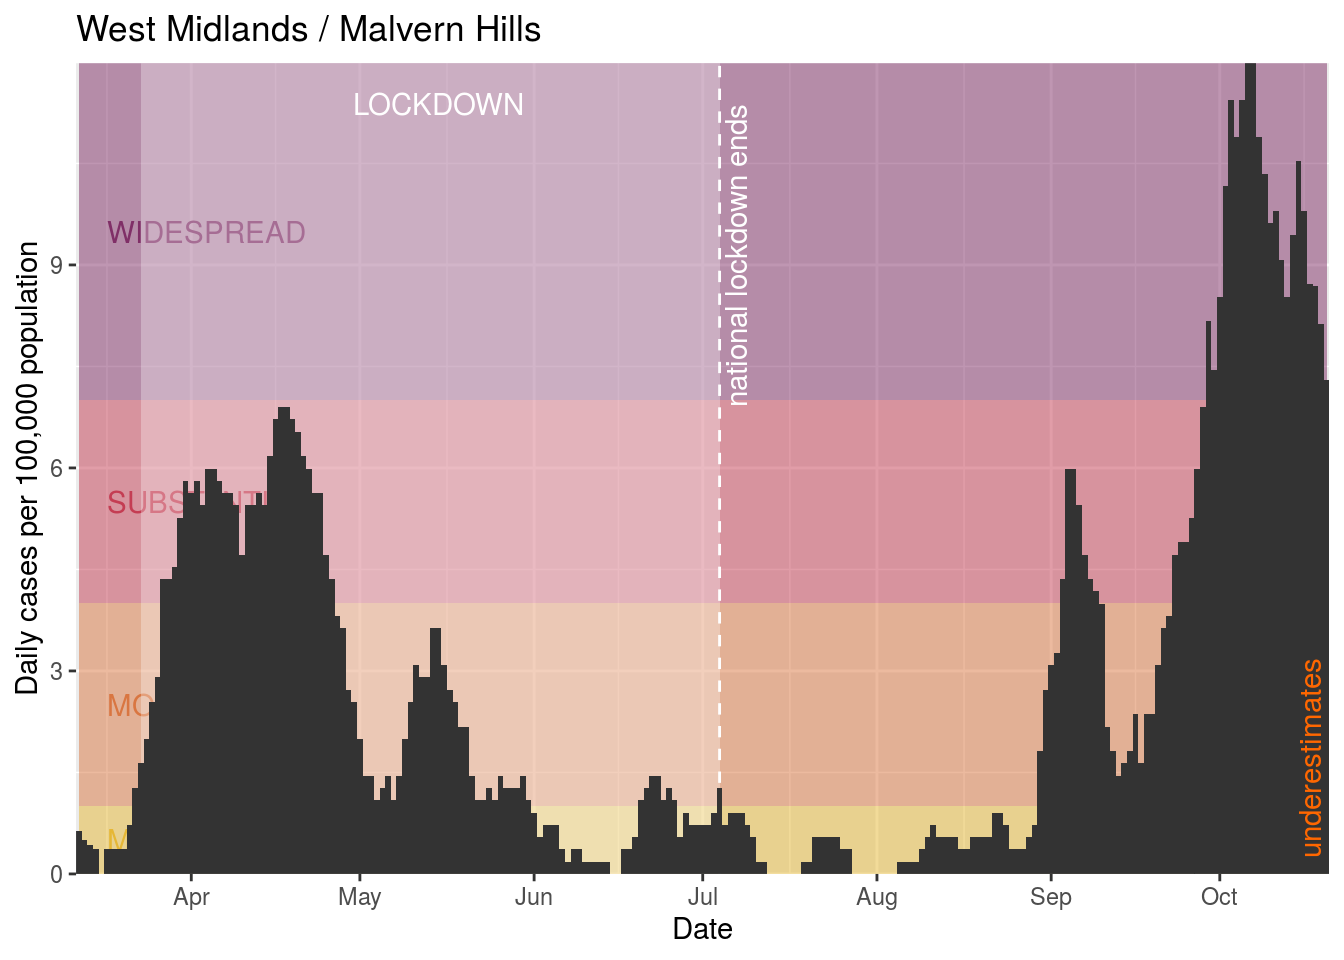 West Midlands / Malvern Hills
LOCKDOWN
national lockdown ends
WIDESPREAD
9
6
3
0
Daily cases per 100,000 population
underestimates
Apr May Jun Jul Aug Sep Oct
Date